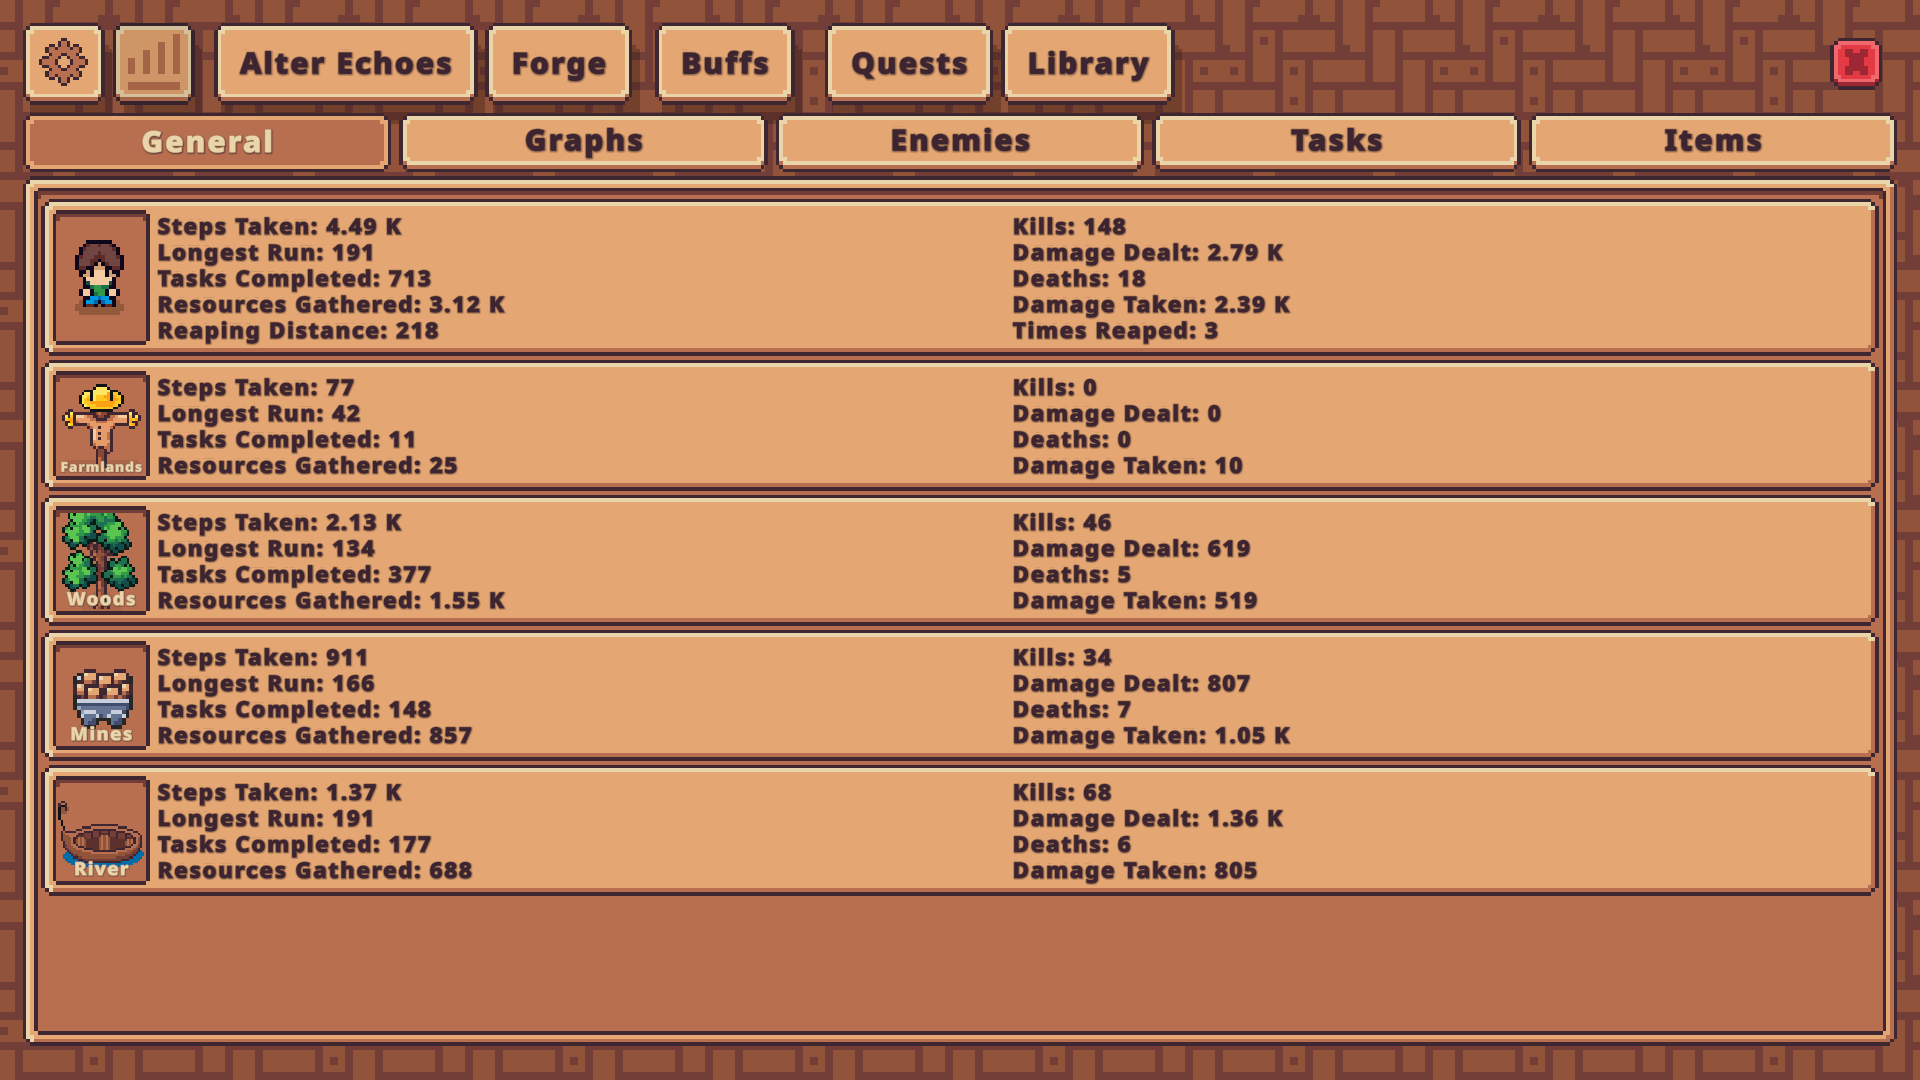 Alter Echoes
Forge
Buffs
Quests
Library
General
Graphs
Enemies
Tasks
Items
Steps Taken: 4.49 K
Longest Run: 191
Tasks Completed: 713
Resources Gathered: 3.12 K
Reaping Distance: 218
Kills: 148
Damage Dealt: 2.79 K
Deaths: 18
Damage Taken: 2.39 K
Times Reaped: 3
Farmlands
Steps Taken: 77
Longest Run: 42
Tasks Completed: 11
Resources Gathered: 25
Kills: 0
Damage Dealt: 0
Deaths: 0
Damage Taken: 10
Woods
Steps Taken: 2.13 K
Longest Run: 134
Tasks Completed: 377
Resources Gathered: 1.55 K
Kills: 46
Damage Dealt: 619
Deaths: 5
Damage Taken: 519
Mines
Steps Taken: 911
Longest Run: 166
Tasks Completed: 148
Resources Gathered: 857
Kills: 34
Damage Dealt: 807
Deaths: 7
Damage Taken: 1.05 K
River
Steps Taken: 1.37 K
Longest Run: 191
Tasks Completed: 177
Resources Gathered: 688
Kills: 68
Damage Dealt: 1.36 K
Deaths: 6
Damage Taken: 805